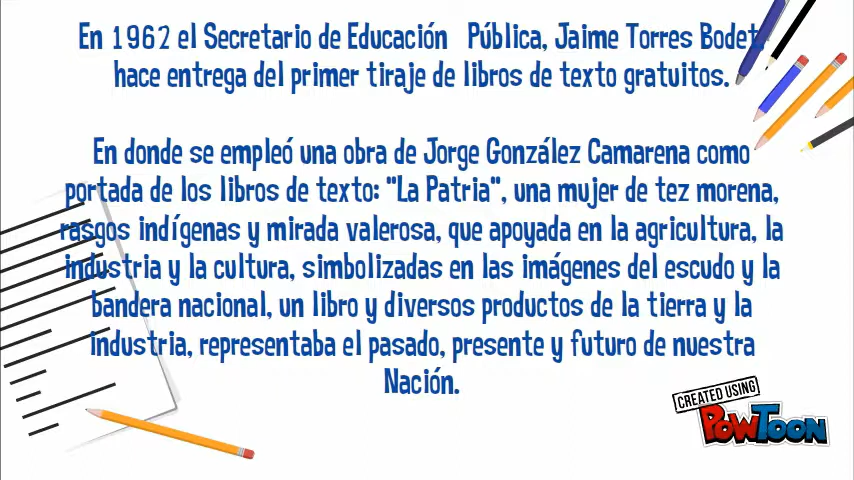 En 1962 el Secretario de Educación Pública, Jaime Torres Bodet,
hace entrega del primer tiraje de libros de texto gratuitos.
En donde se empleó una obra de Jorge González Camarena como
portada de los libros de texto: "La Patria", una mujer de tez morena,
rasgos indígenas y mirada valerosa, que apoyada en la agricultura, la
industria y la cultura, simbolizadas en las imágenes del escudo y la
bandera nacional, un libro y diversos productos de la tierra y la
industria, representaba el pasado, presente y futuro de nuestra
Nación.
CREATED USING
POWTOON